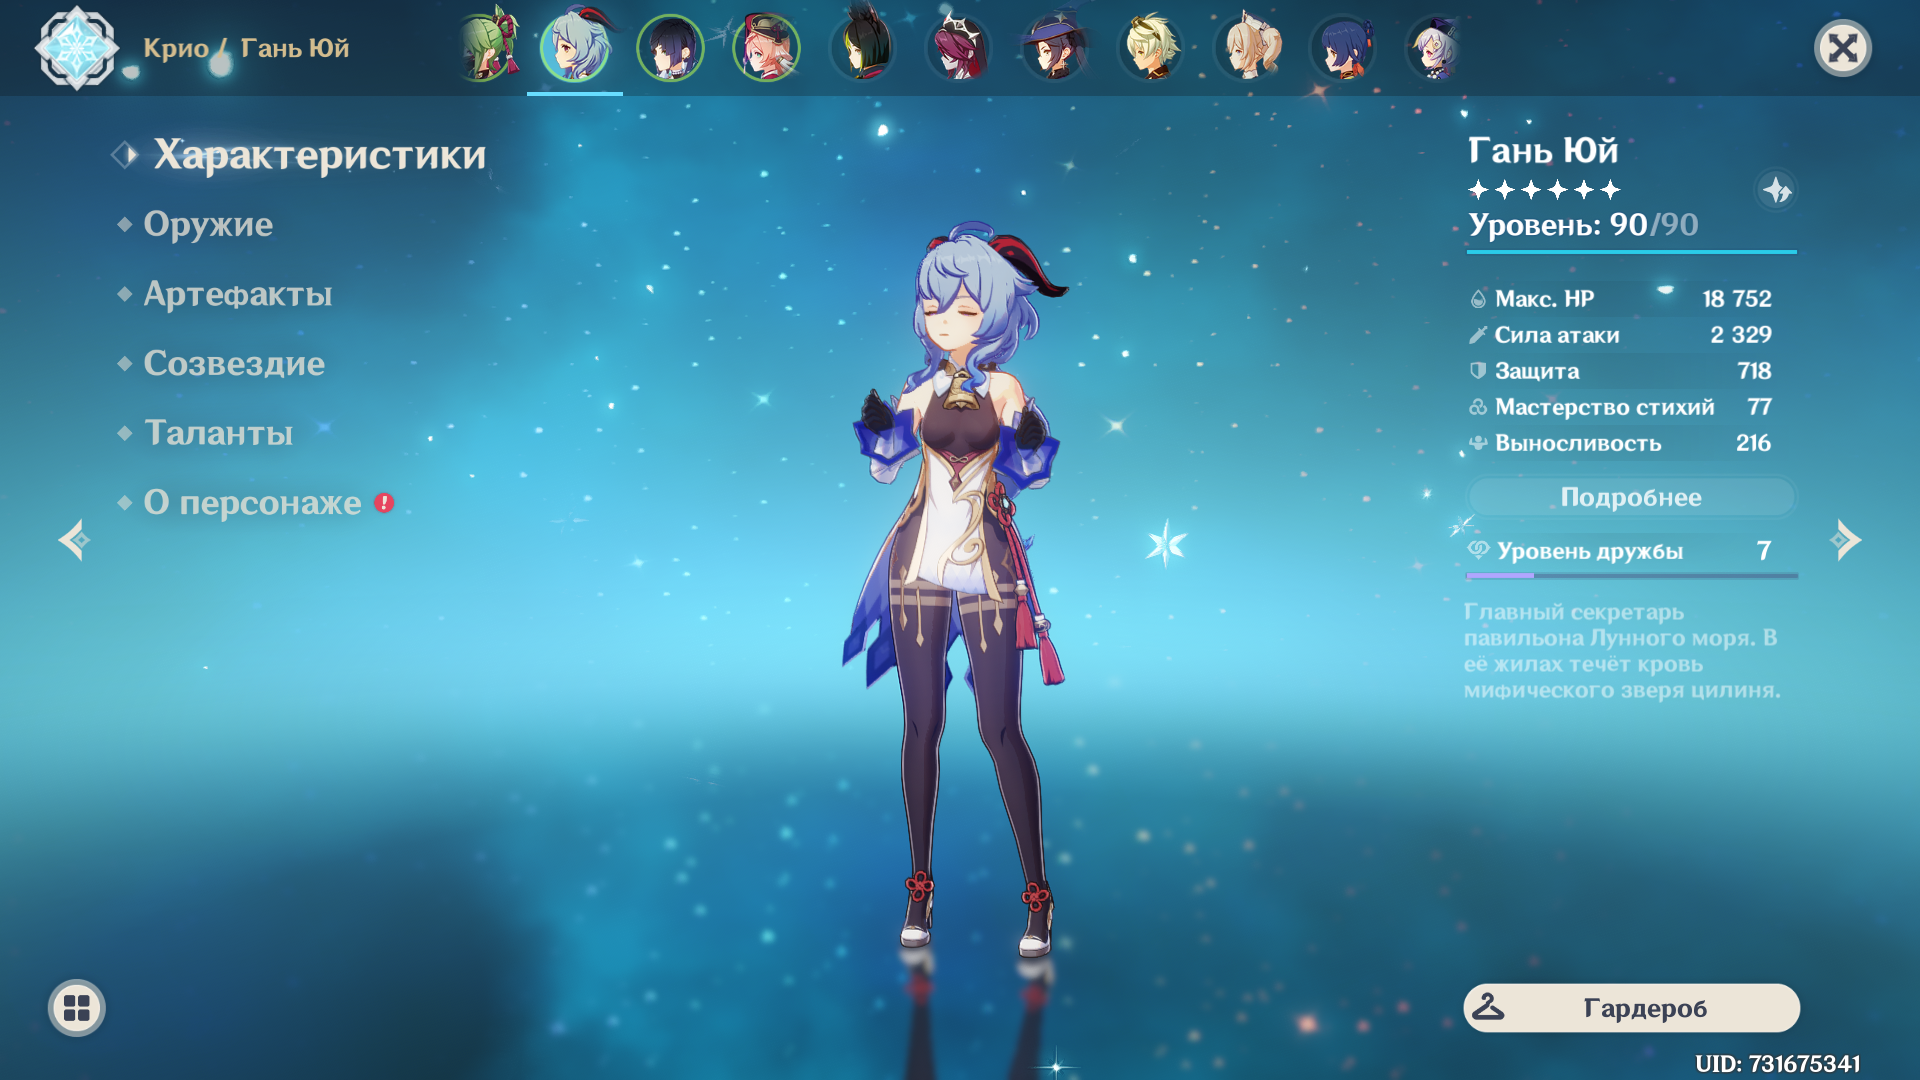 Крио / Гань Юй
Характеристики
Оружие
Артефакты
Созвездие
Таланты
О персонаже
Гань Юй
Уровень: 90/90
Макс. HP 18 752
Сила атаки 2 329
Защита 718
Мастерство стихий 77
Выносливость 216
Подробнее
Уровень дружбы 7
Главный секретарь
павильона Лунного моря. В
её жилах течёт кровь
мифического зверя цилиня.
Гардероб
UID: 731675341